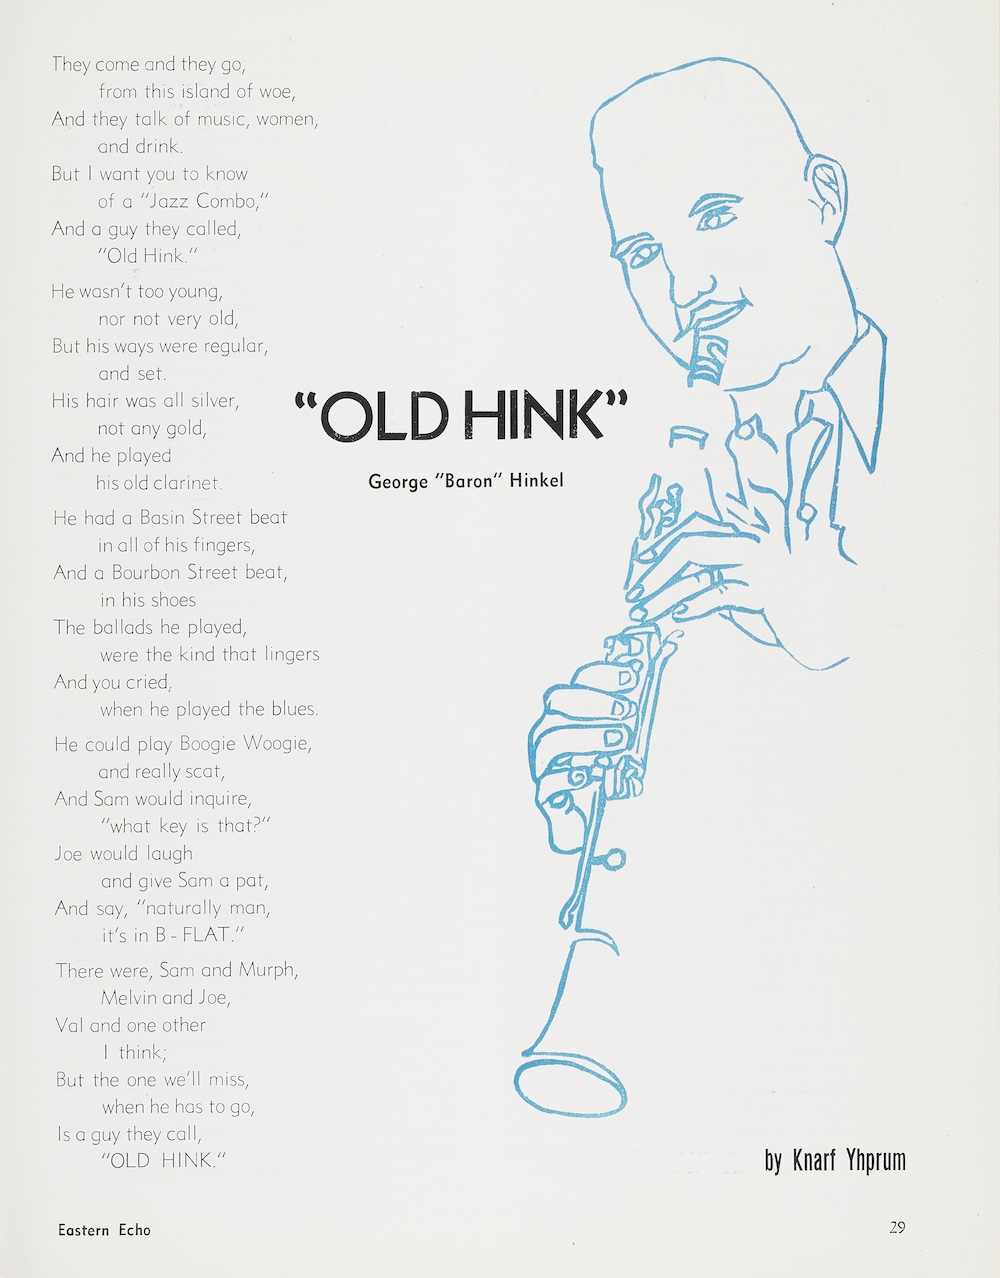 They come and they go,
from this island of woe,
And they talk of music, women,
and drink.
But I want you to know
of a "Jazz Combo,"
And a guy they called,
"Old Hink."
He wasn't too young,
nor not very old,
But his ways were regular,
and set.
His hair was all silver,
not any gold,
And he played
his old clarinet.
He had a Basin Street beat
in all of his fingers,
And a Bourbon Street beat,
in his shoes
The ballads he played,
were the kind that lingers
And you cried,
when he played the blues.
He could play Boogie Woogie,
and really scat,
And Sam would inquire,
"what key is that?"
Joe would laugh
and give Sam a pat,
And say, "naturally man,
it's in B - FLAT."
There were, Sam and Murph,
Melvin and Joe,
Val and one other
I think;
But the one we'll miss,
when he has to go,
Is a guy they call,
"OLD HINK."
"OLD HINK"
George "Baron" Hinkel
by Knarf Yhprum
Eastern Echo
29